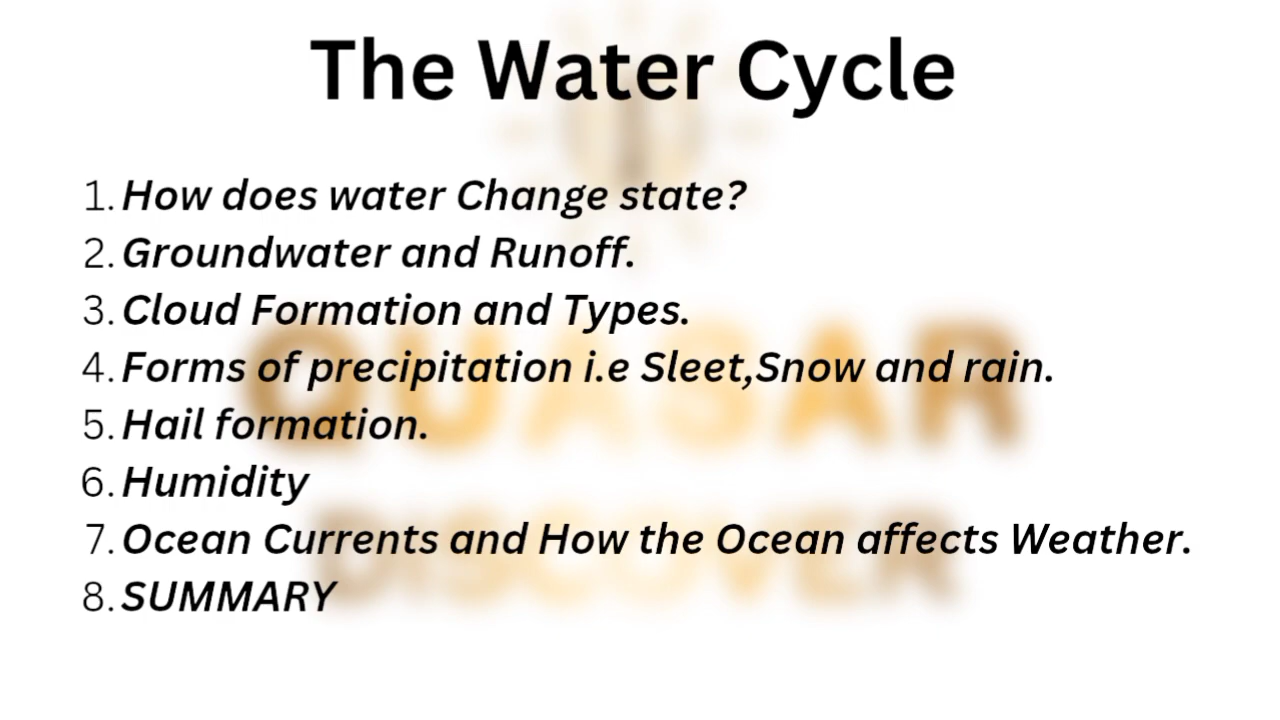 The Water Cycle
1. How does water Change state?
2. Groundwater and Runoff.
3. Cloud Formation and Types.
4. Forms of precipitation i.e Sleet,Snow and rain.
5. Hail formation.
6. Humidity
7. Ocean Currents and How the Ocean affects Weather.
8. SUMMARY
QUASAR
DISCOVER